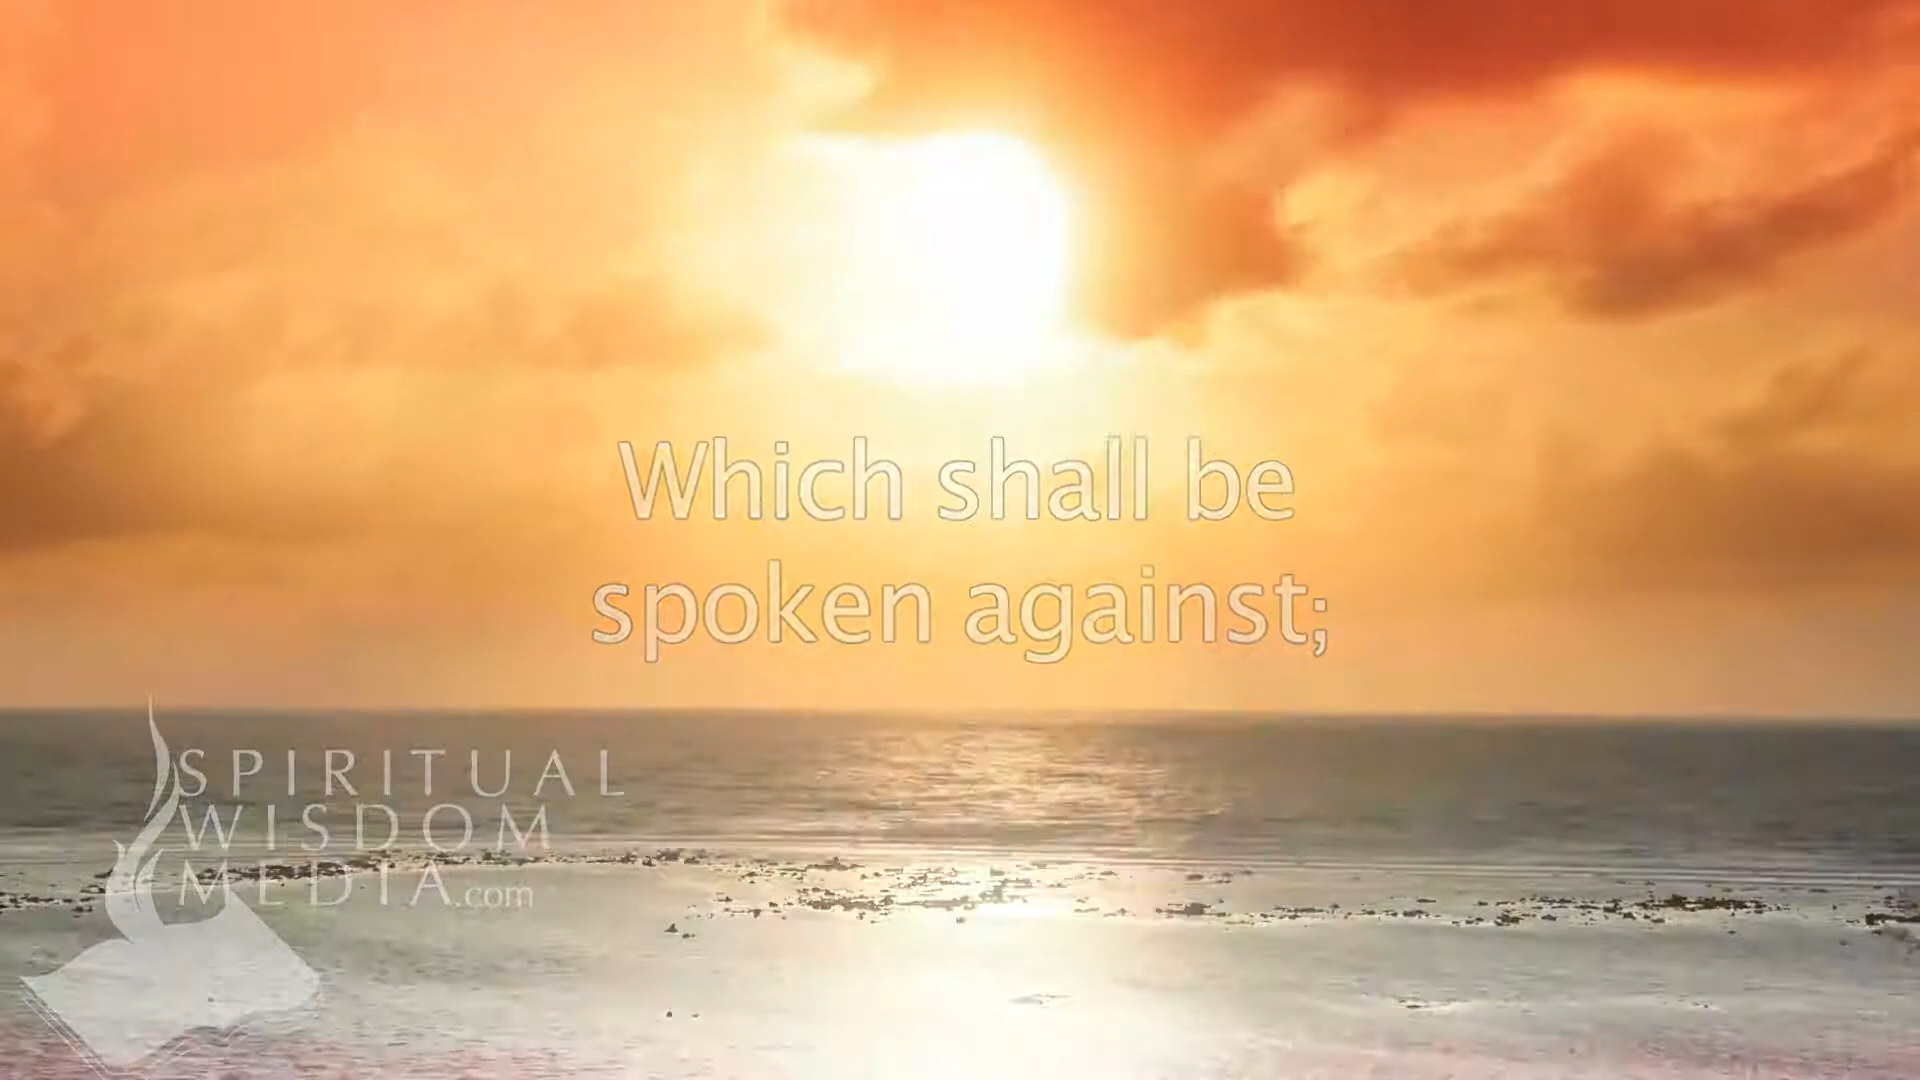 Which shall be
spoken against;
SPIRITUAL
WISDOM
MEDIA.com